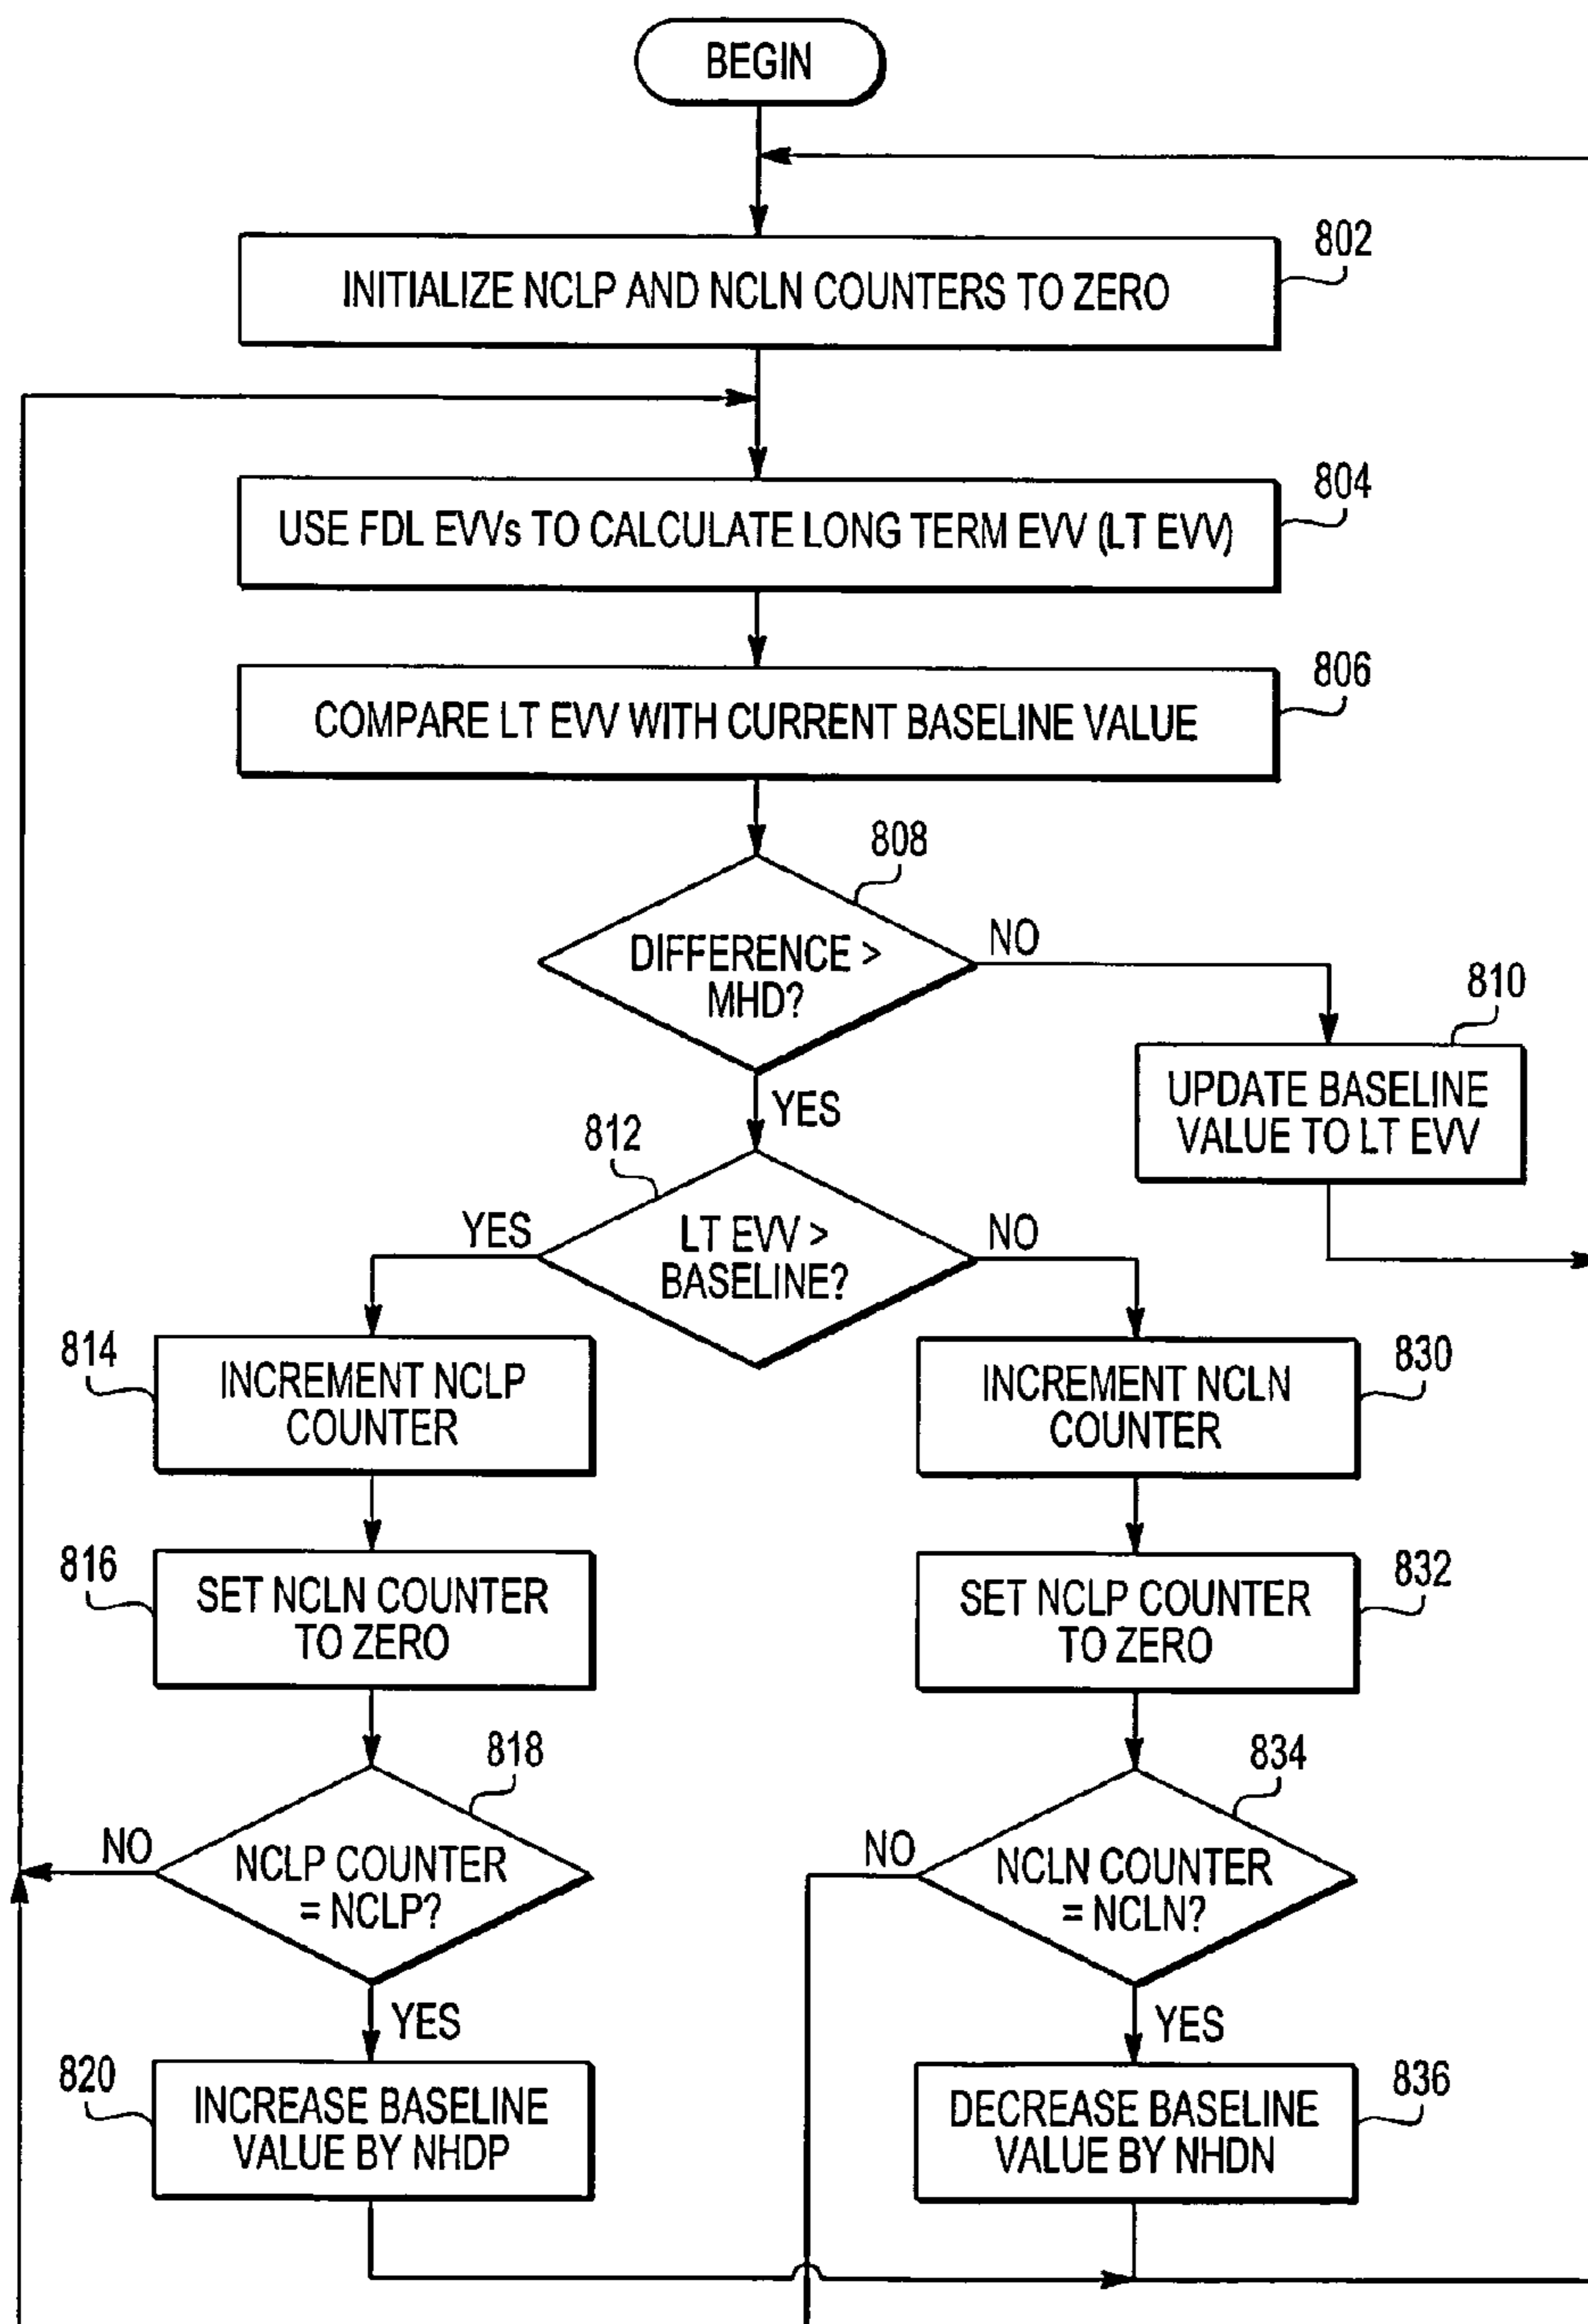 BEGIN
802
INITIALIZE NCLP AND NCLN COUNTERS TO ZERO
804
USE FDL EVVs TO CALCULATE LONG TERM EVV (LT EVV)
806
COMPARE LT EVV WITH CURRENT BASELINE VALUE
808
DIFFERENCE >
MHD?
NO
810
UPDATE BASELINE
VALUE TO LT EVV
YES
812
LT EVV >
BASELINE?
YES
NO
814
INCREMENT NCLP
COUNTER
830
INCREMENT NCLN
COUNTER
816
SET NCLN COUNTER
TO ZERO
832
SET NCLP COUNTER
TO ZERO
818
NCLP COUNTER
= NCLP?
NO
834
NCLN COUNTER
= NCLN?
NO
YES
YES
820
INCREASE BASELINE
VALUE BY NHDP
836
DECREASE BASELINE
VALUE BY NHDN